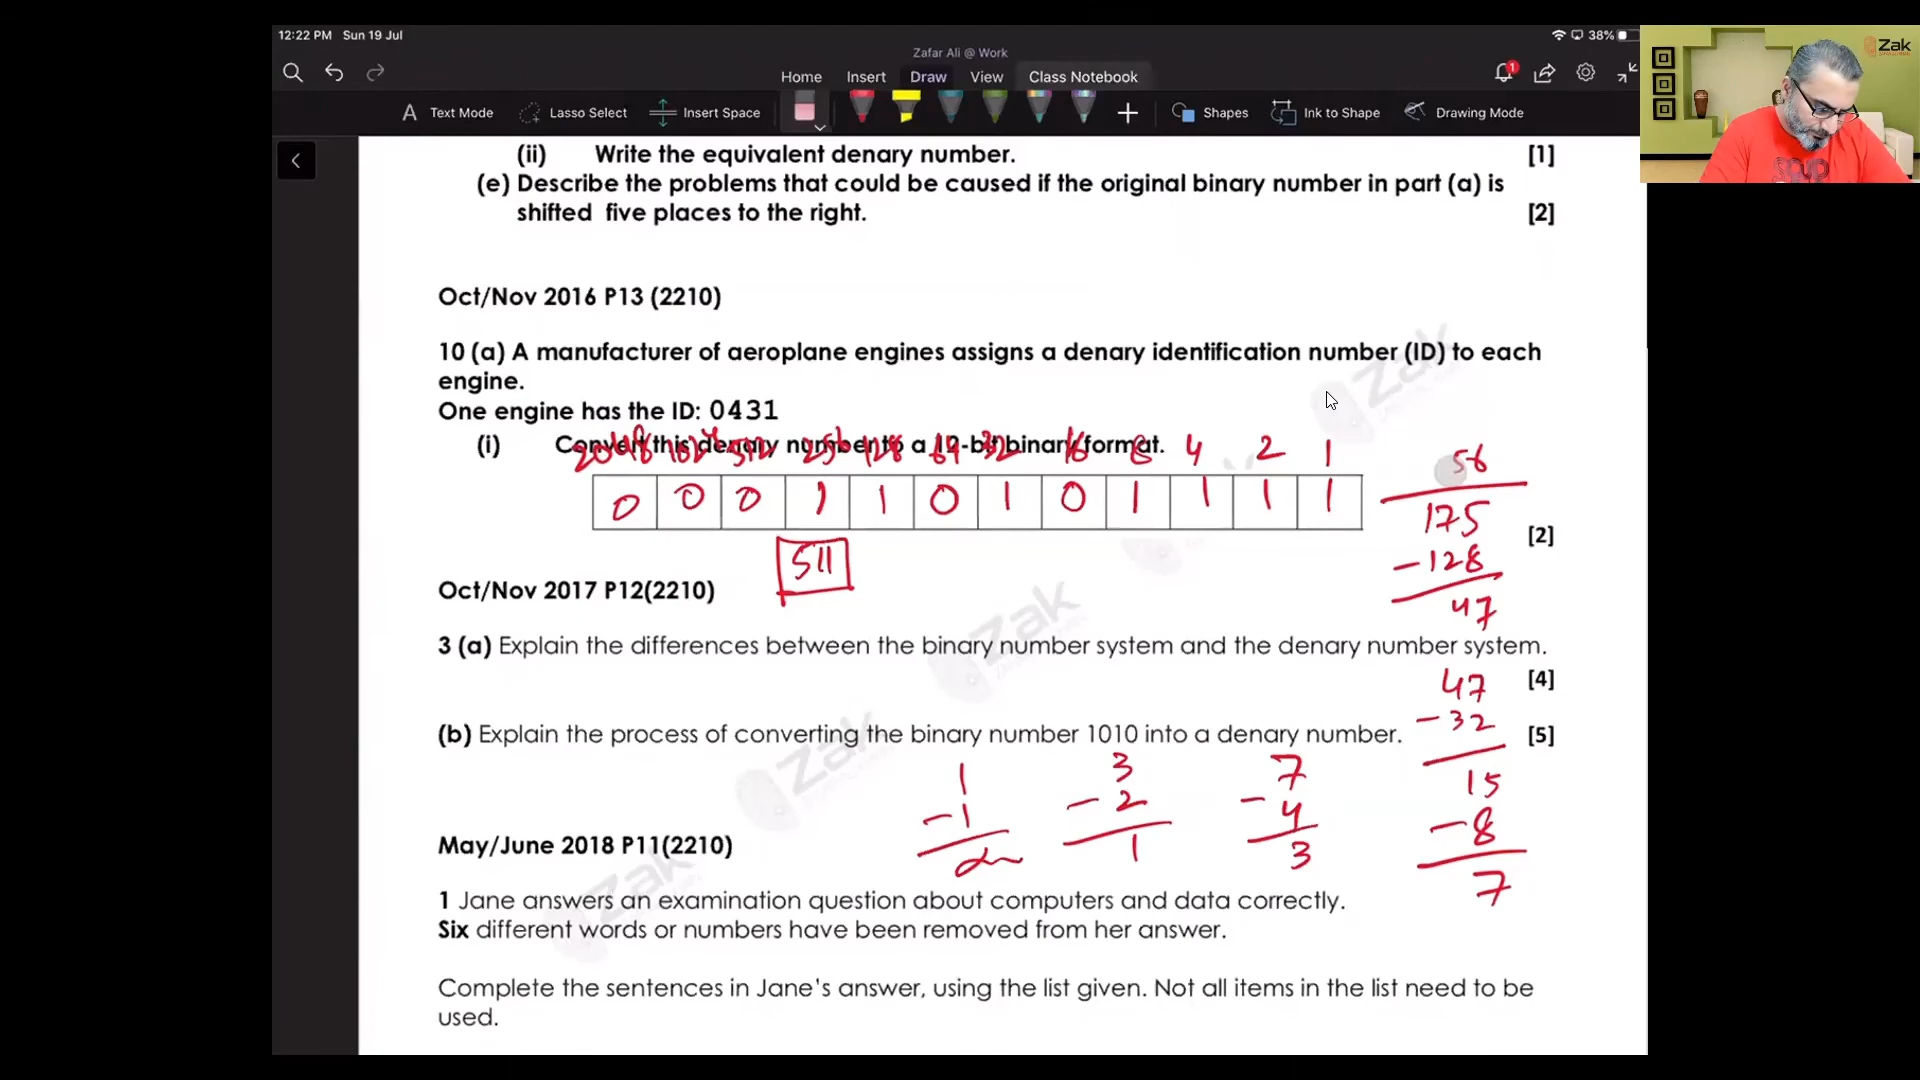 12:22 PM Sun 19 Jul
38%
Zafar Ali @ Work
Home Insert Draw View Class Notebook
1
Text Mode Lasso Select Insert Space Shapes Ink to Shape Drawing Mode
Zak
(ii) Write the equivalent denary number. [1]
(e) Describe the problems that could be caused if the original binary number in part (a) is
shifted five places to the right. [2]
Oct/Nov 2016 P13 (2210)
10 (a) A manufacturer of aeroplane engines assigns a denary identification number (ID) to each
engine.
One engine has the ID: 0431
(i) Convert this denary number to a 12-bit binary format.
2048 1024 512 256 128 64 32 16 8 4 2 1
0 0 0 1 1 0 1 0 1 1 1 1
56
175
-128
47
[2]
511
Oct/Nov 2017 P12(2210)
3 (a) Explain the differences between the binary number system and the denary number system.
[4]
(b) Explain the process of converting the binary number 1010 into a denary number. [5]
47
-32
15
-8
7
7
-4
3
3
-2
1
1
-1
May/June 2018 P11(2210)
1 Jane answers an examination question about computers and data correctly.
Six different words or numbers have been removed from her answer.
Complete the sentences in Jane's answer, using the list given. Not all items in the list need to be
used.
Zak
Zak
Zak
Zak